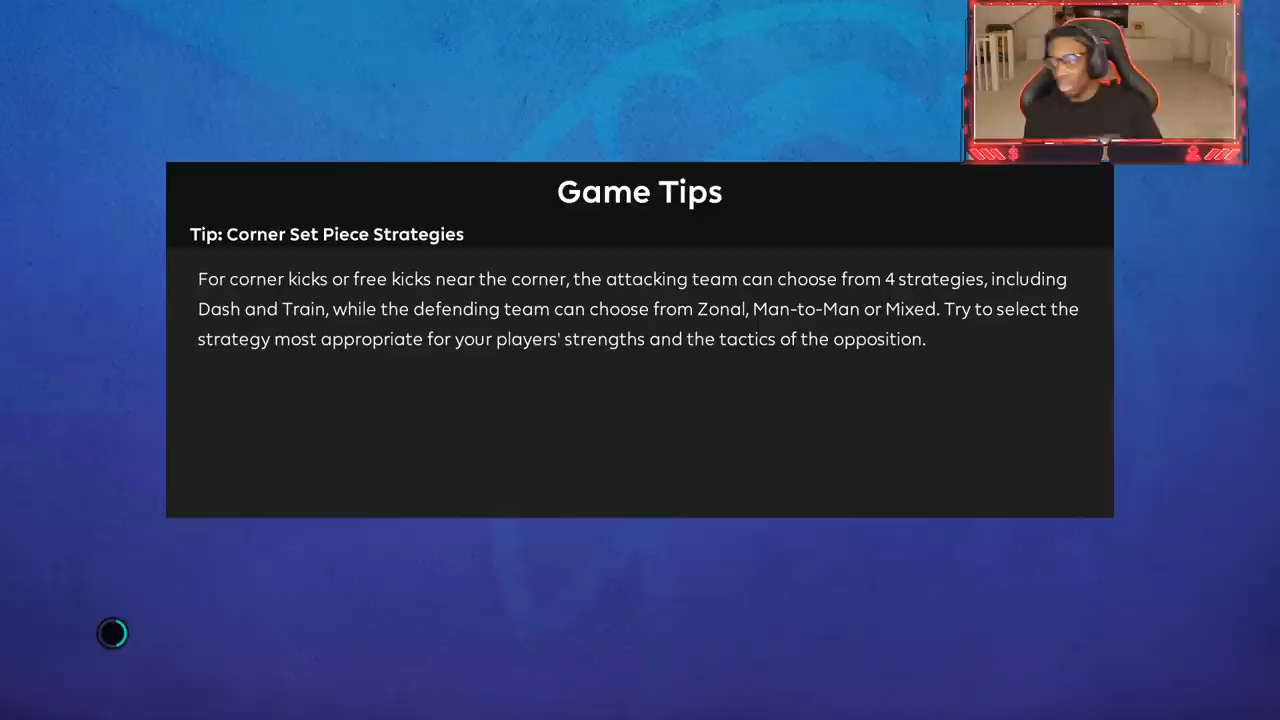 Game Tips
Tip: Corner Set Piece Strategies
For corner kicks or free kicks near the corner, the attacking team can choose from 4 strategies, including
Dash and Train, while the defending team can choose from Zonal, Man-to-Man or Mixed. Try to select the
strategy most appropriate for your players' strengths and the tactics of the opposition.